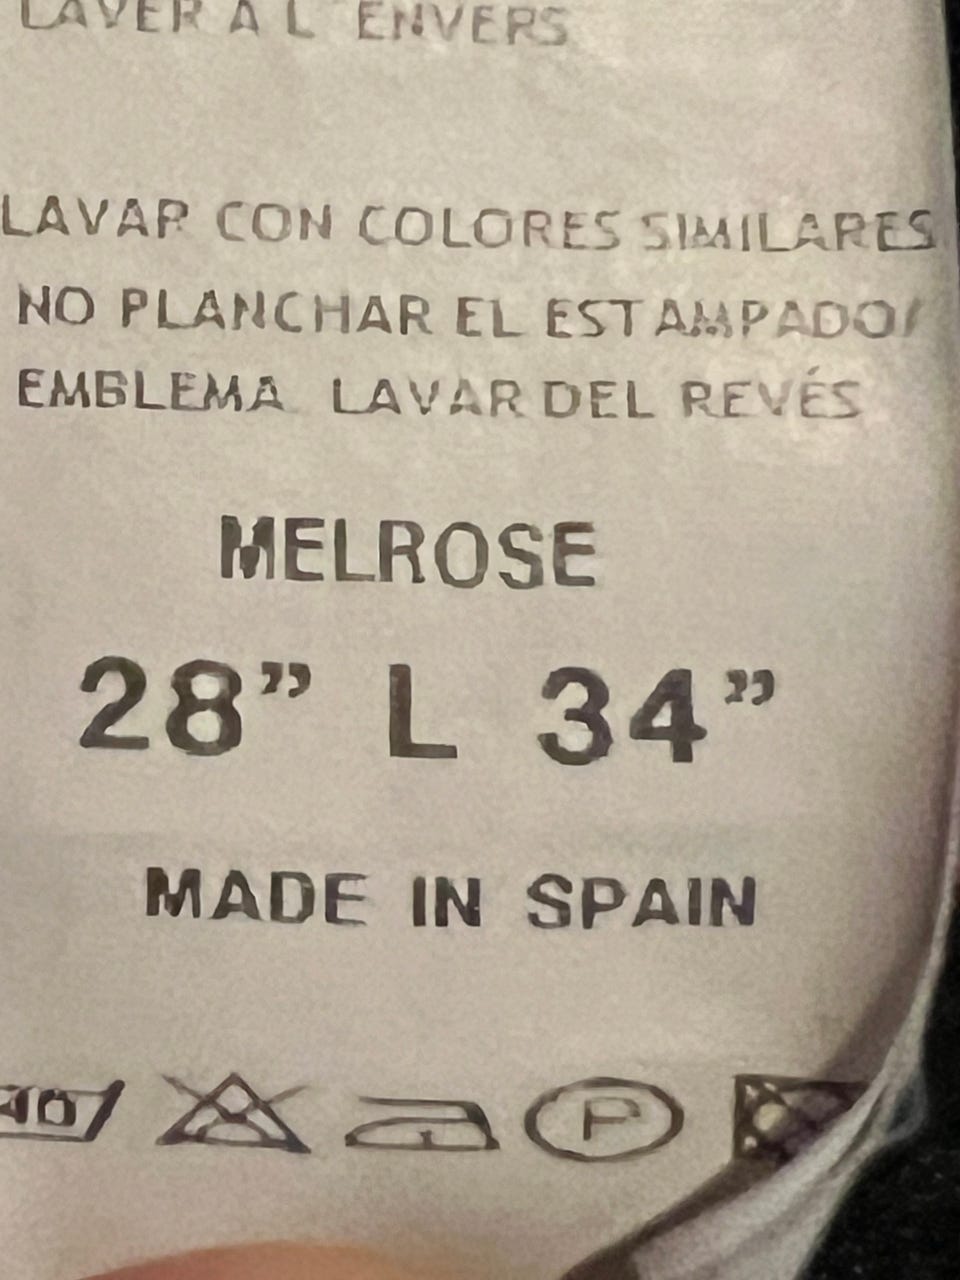 LAVER A L ENVERS
LAVAR CON COLORES SIMILARES
NO PLANCHAR EL ESTAMPADO/
EMBLEMA LAVAR DEL REVÉS
MELROSE
28” L 34”
MADE IN SPAIN
40 P